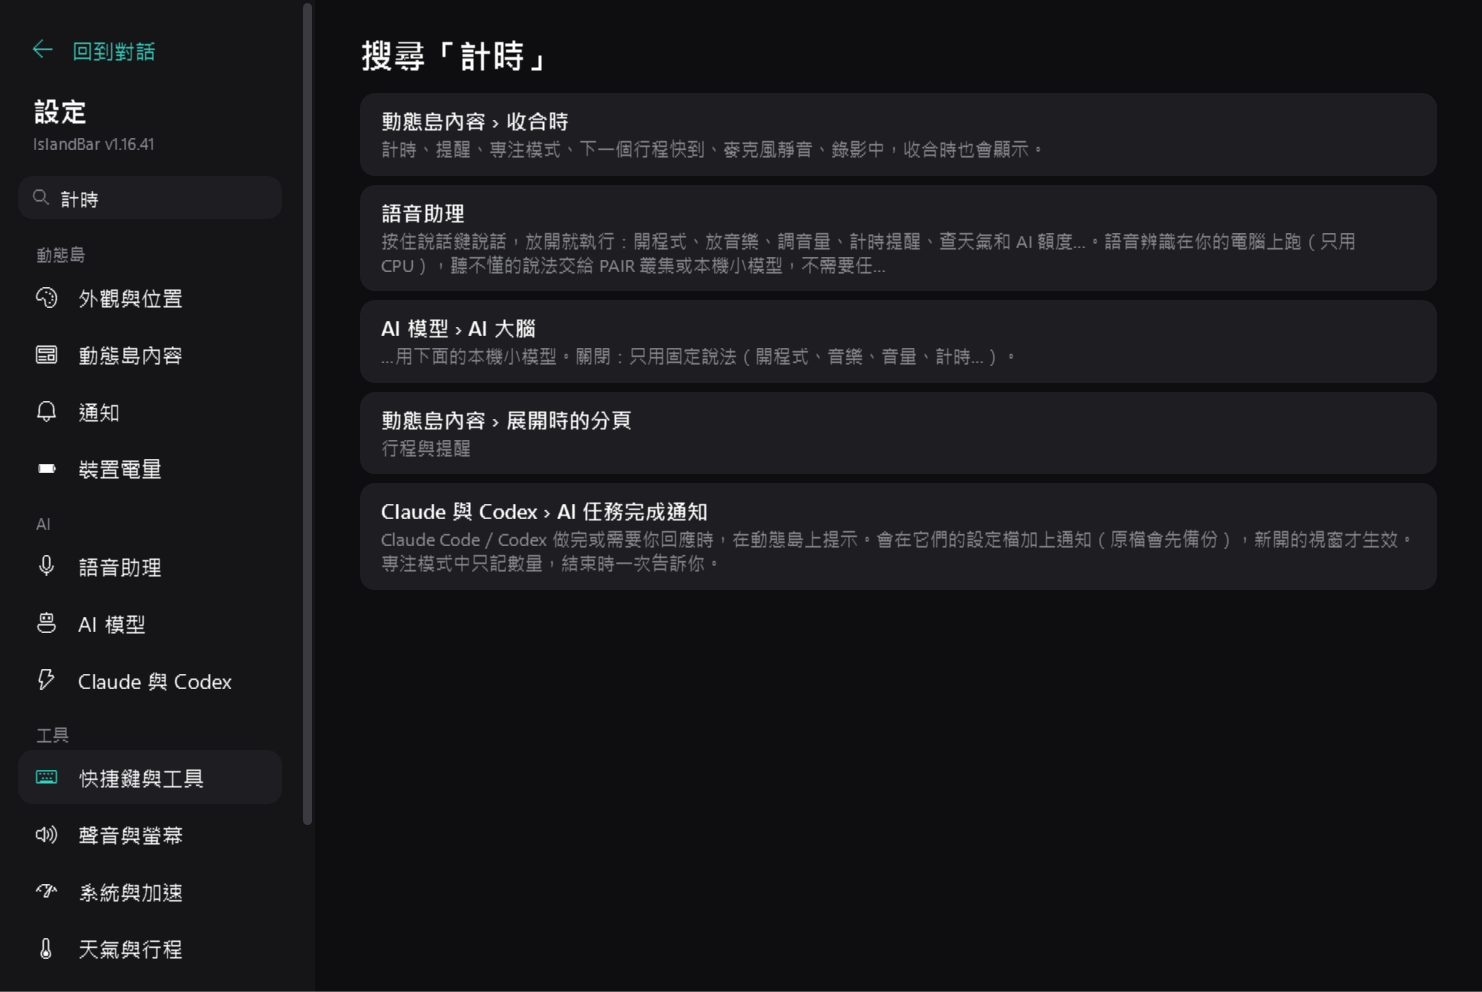 回到對話
設定
IslandBar v1.16.41
計時
動態島
外觀與位置
動態島內容
通知
裝置電量
AI
語音助理
AI 模型
Claude 與 Codex
工具
快捷鍵與工具
聲音與螢幕
系統與加速
天氣與行程
搜尋「計時」
動態島內容 › 收合時
計時、提醒、專注模式、下一個行程快到、麥克風靜音、錄影中，收合時也會顯示。
語音助理
按住說話鍵說話，放開就執行：開程式、放音樂、調音量、計時提醒、查天氣和 AI 額度...。語音辨識在你的電腦上跑（只用
CPU），聽不懂的說法交給 PAIR 叢集或本機小模型，不需要任...
AI 模型 › AI 大腦
...用下面的本機小模型。關閉：只用固定說法（開程式、音樂、音量、計時...）。
動態島內容 › 展開時的分頁
行程與提醒
Claude 與 Codex › AI 任務完成通知
Claude Code / Codex 做完或需要你回應時，在動態島上提示。會在它們的設定檔加上通知（原檔會先備份），新開的視窗才生效。
專注模式中只記數量，結束時一次告訴你。